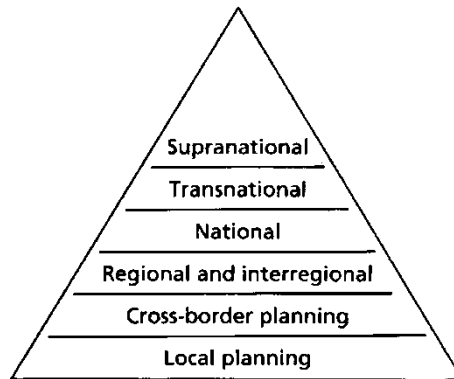 Supranational
Transnational
National
Regional and interregional
Cross-border planning
Local planning